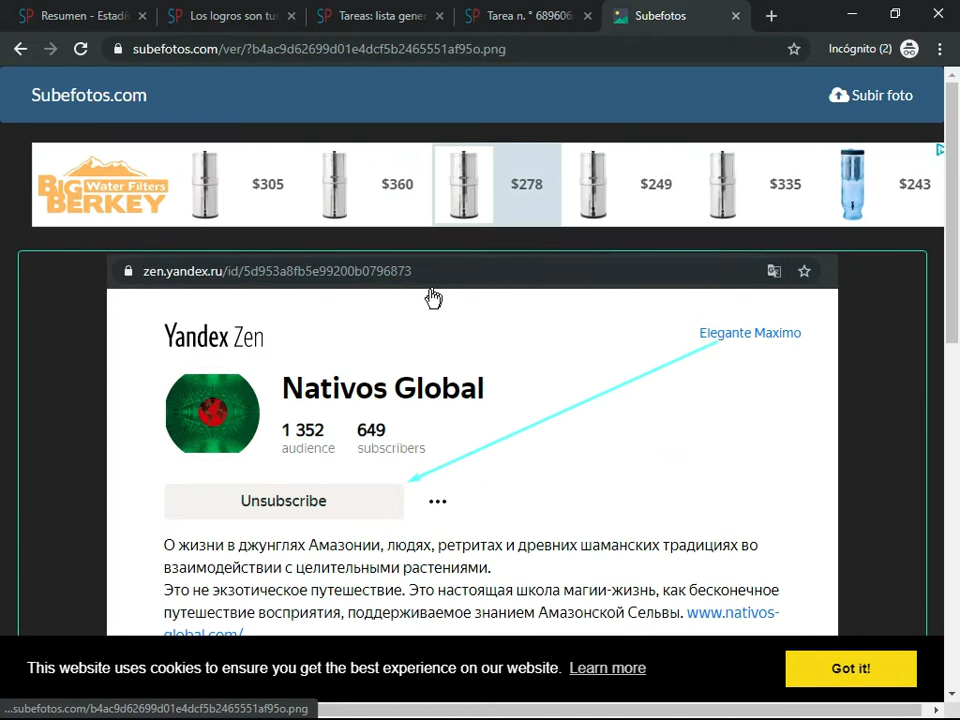 Resumen - Estadí
Los logros son tus
Tareas: lista gener
Tarea n. ° 689606
Subefotos
subefotos.com/ver/?b4ac9d62699d01e4dcf5b2465551af95o.png
Incógnito (2)
Subefotos.com
Subir foto
BIG Water Filters BERKEY
$305
$360
$278
$249
$335
$243
zen.yandex.ru/id/5d953a8fb5e99200b0796873
Yandex Zen
Elegante Maximo
Nativos Global
1 352
649
audience
subscribers
Unsubscribe
О жизни в джунглях Амазонии, людях, ретритах и древних шаманских традициях во
взаимодействии с целительными растениями.
Это не экзотическое путешествие. Это настоящая школа магии-жизнь, как бесконечное
путешествие восприятия, поддерживаемое знанием Амазонской Сельвы. www.nativos-
global.com/
This website uses cookies to ensure you get the best experience on our website. Learn more
Got it!
...subefotos.com/b4ac9d62699d01e4dcf5b2465551af95o.png